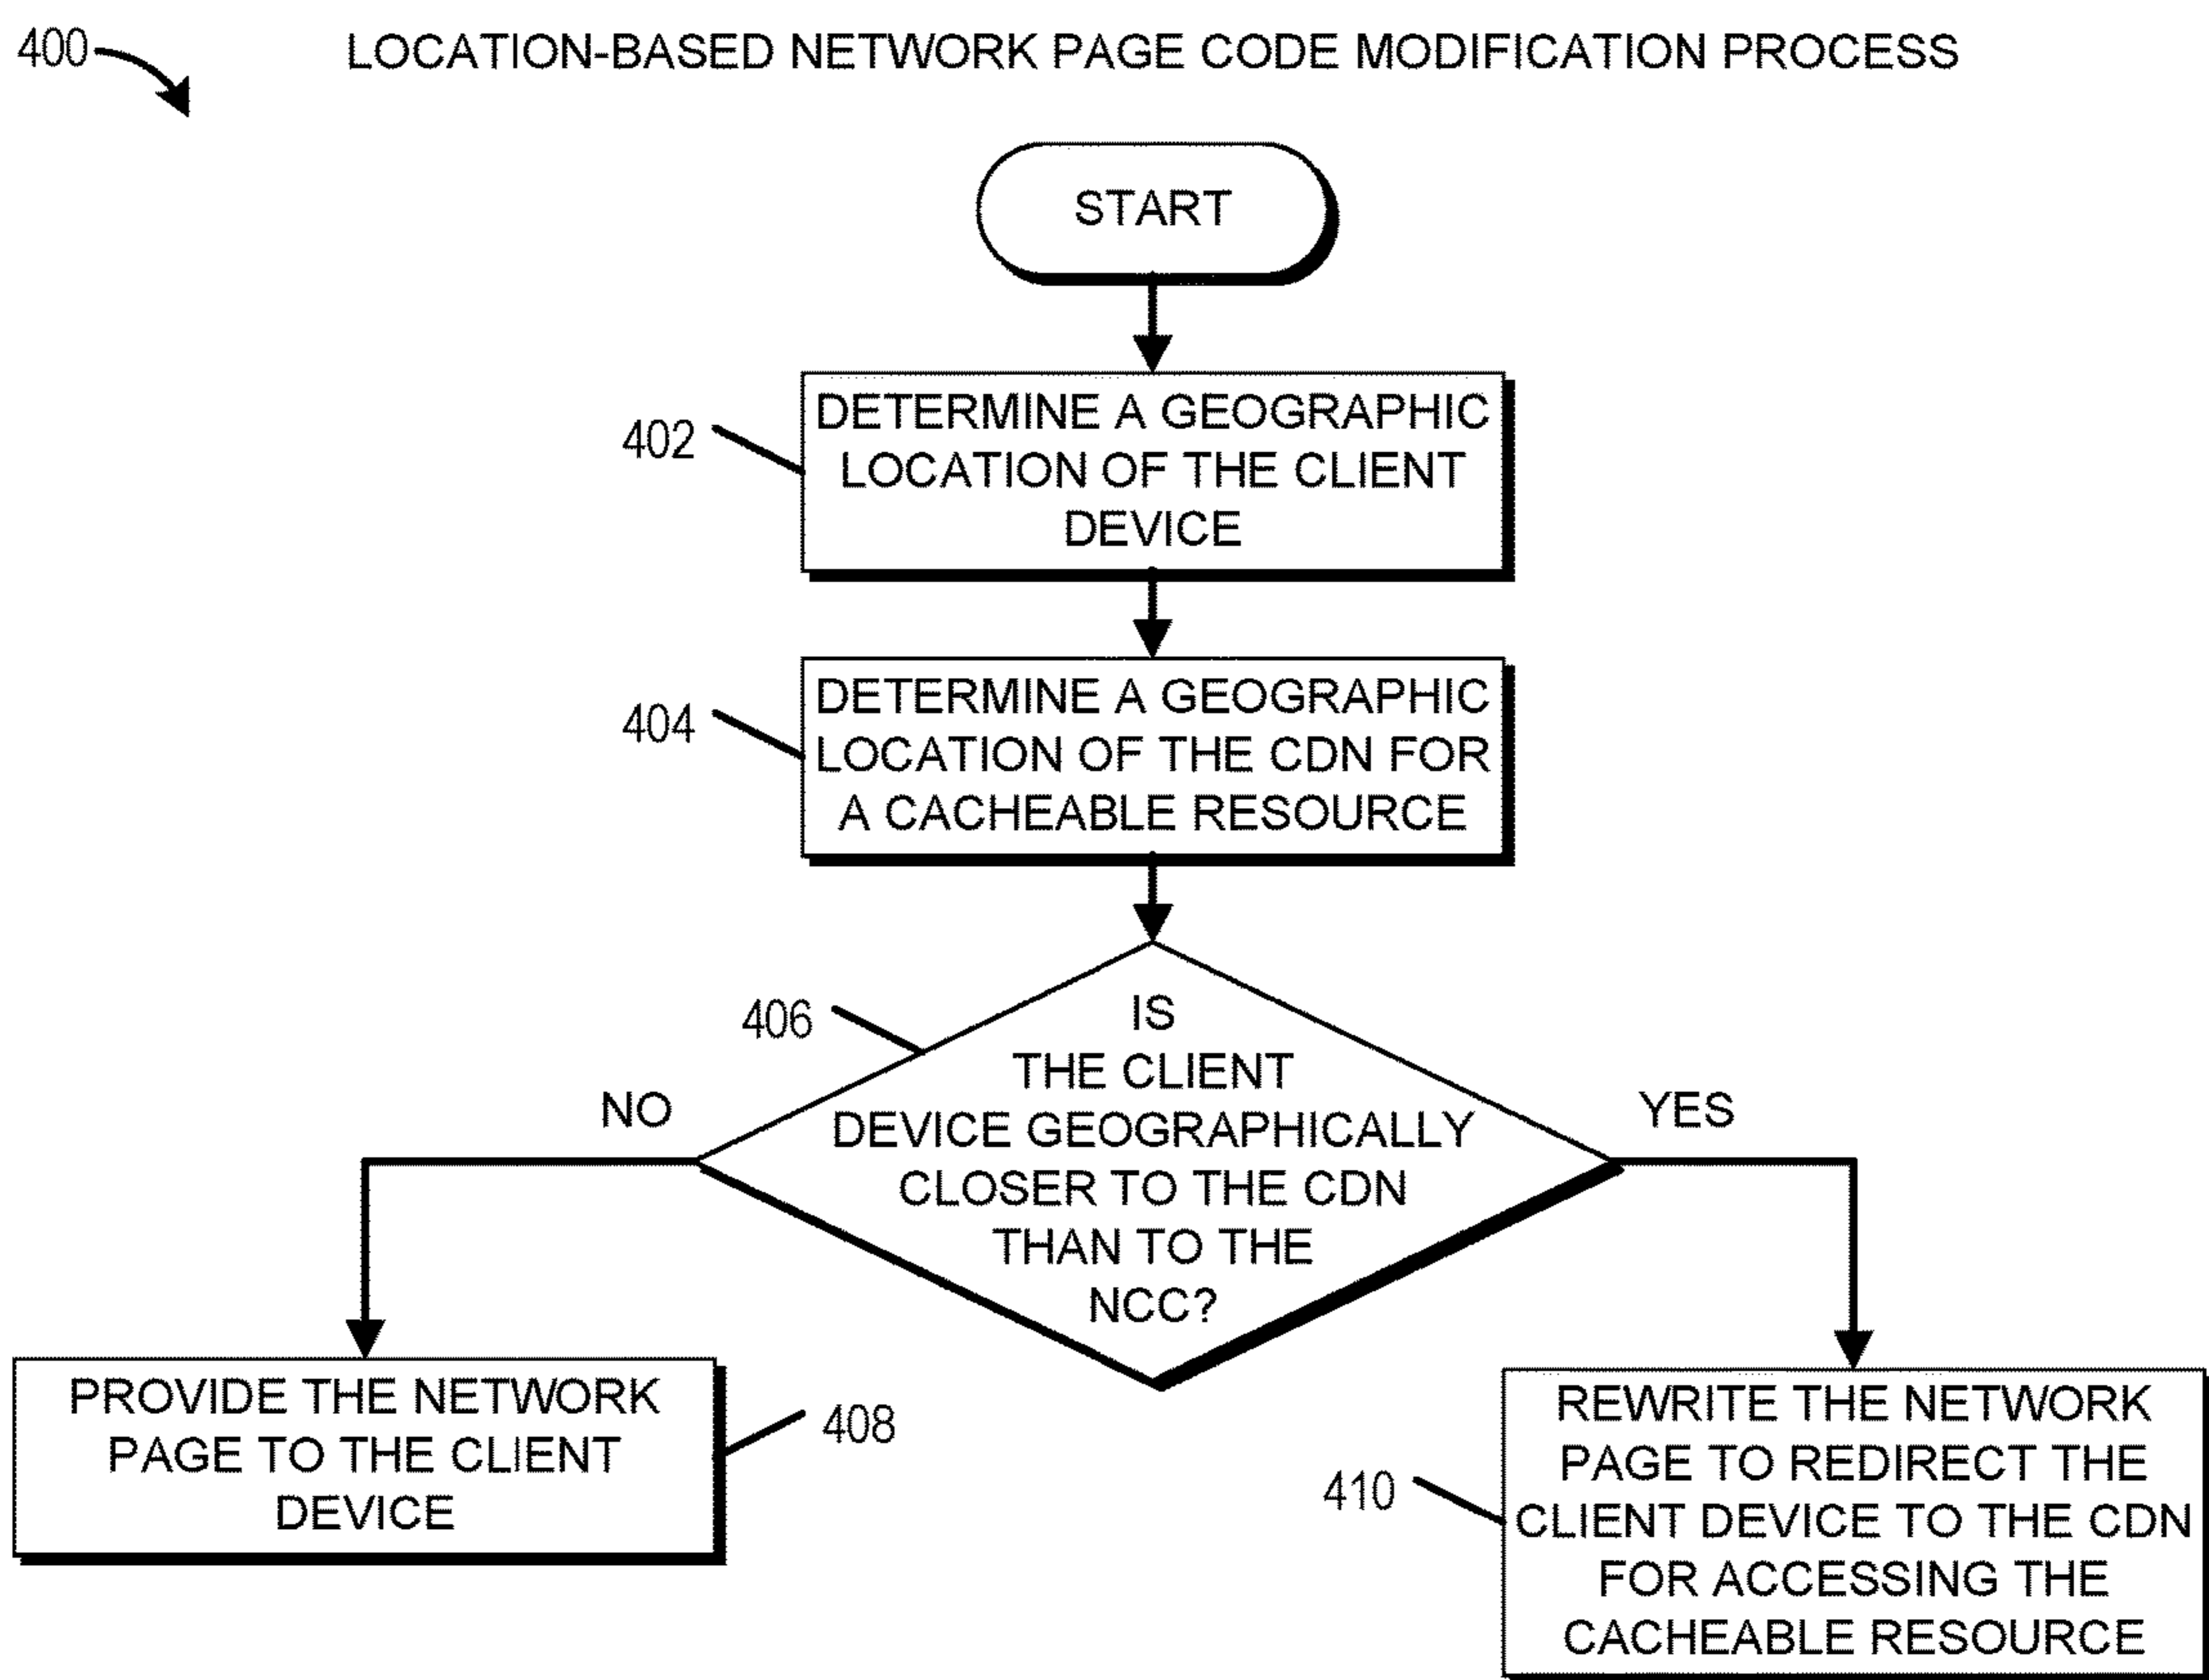 400
LOCATION-BASED NETWORK PAGE CODE MODIFICATION PROCESS
START
402
DETERMINE A GEOGRAPHIC
LOCATION OF THE CLIENT
DEVICE
404
DETERMINE A GEOGRAPHIC
LOCATION OF THE CDN FOR
A CACHEABLE RESOURCE
406
IS
THE CLIENT
DEVICE GEOGRAPHICALLY
CLOSER TO THE CDN
THAN TO THE
NCC?
NO
YES
PROVIDE THE NETWORK
PAGE TO THE CLIENT
DEVICE
408
410
REWRITE THE NETWORK
PAGE TO REDIRECT THE
CLIENT DEVICE TO THE CDN
FOR ACCESSING THE
CACHEABLE RESOURCE